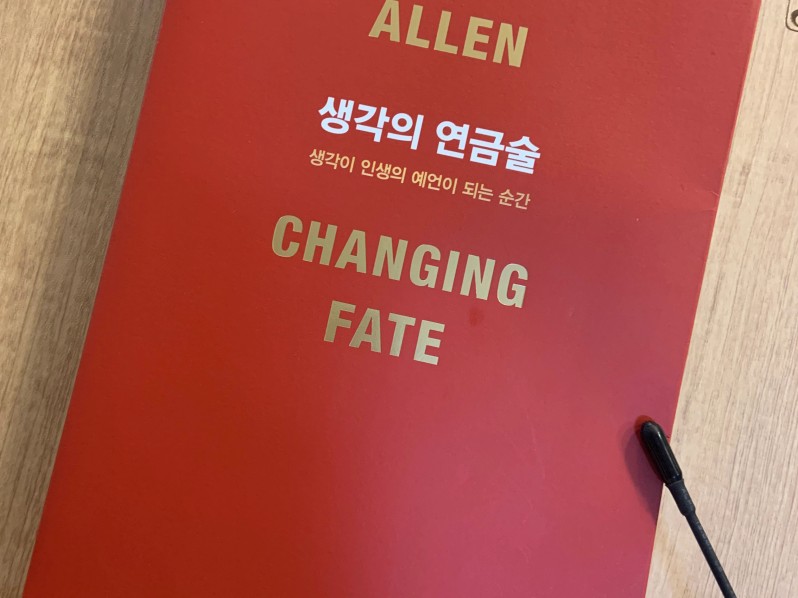 ALLEN
생각의 연금술
생각이 인생의 예언이 되는 순간
CHANGING
FATE